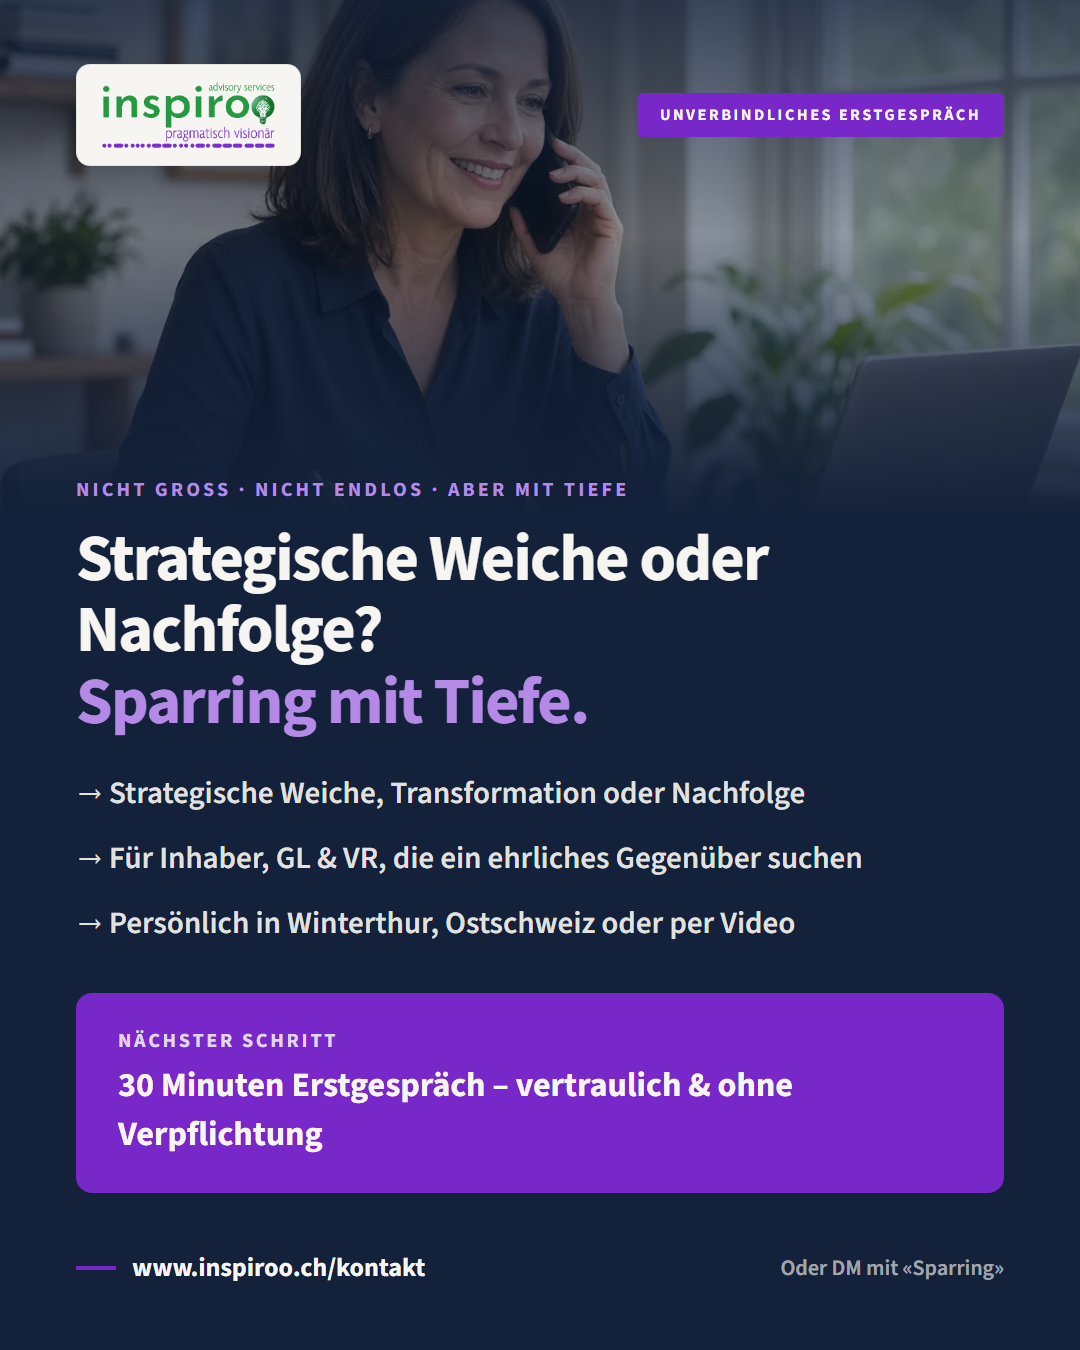 advisory services
inspiroo
pragmatisch visionär
UNVERBINDLICHES ERSTGESPRÄCH
NICHT GROSS · NICHT ENDLOS · ABER MIT TIEFE
Strategische Weiche oder
Nachfolge?
Sparring mit Tiefe.
→ Strategische Weiche, Transformation oder Nachfolge
→ Für Inhaber, GL & VR, die ein ehrliches Gegenüber suchen
→ Persönlich in Winterthur, Ostschweiz oder per Video
NÄCHSTER SCHRITT
30 Minuten Erstgespräch – vertraulich & ohne
Verpflichtung
www.inspiroo.ch/kontakt
Oder DM mit «Sparring»